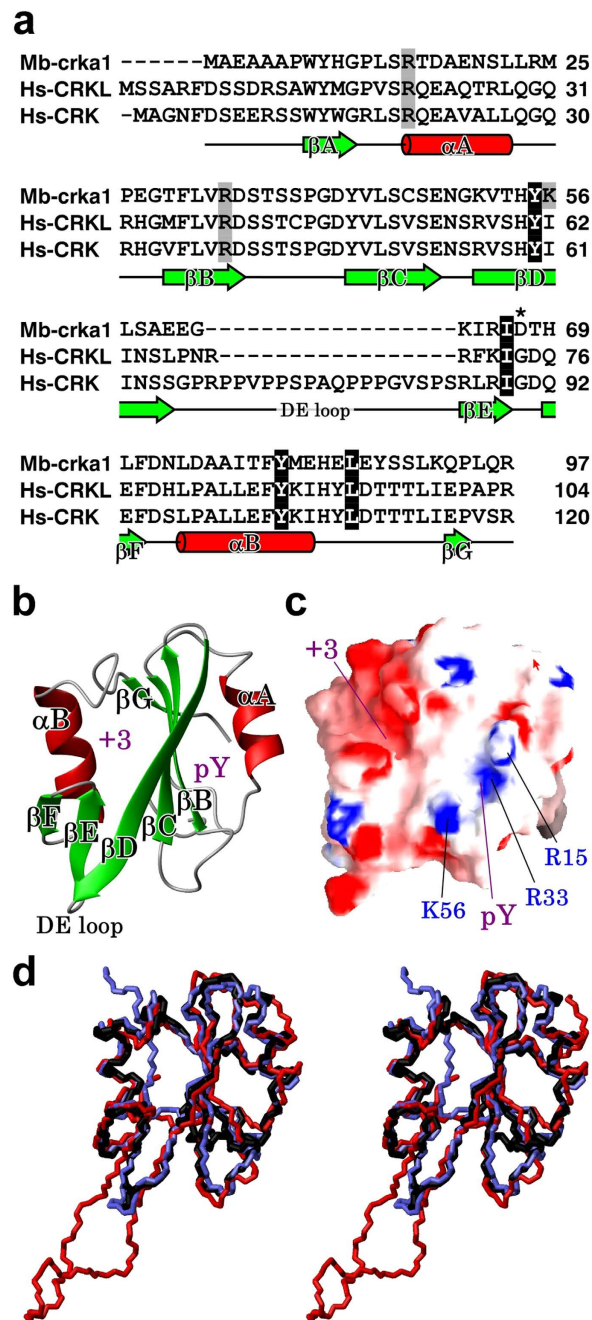 a
Mb-crka1 ------MAEAAAPWYHGPLSRTDAENSLLRM 25
Hs-CRKL MSSARFDSSDRSAWYMGPVSRQEAQTRLQGQ 31
Hs-CRK -MAGNFDSEERSSWYWGRLSRQEAVALLQGQ 30
βA αA
Mb-crka1 PEGTFLVRDSTSSPGDYVLSCSENGKVTHYK 56
Hs-CRKL RHGMFLVRDSSTCPGDYVLSVSENSRVSHYI 62
Hs-CRK RHGVFLVRDSSTSPGDYVLSVSENSRVSHYI 61
βB βC βD
*
Mb-crka1 LSAEEG------------------KIRIDTH 69
Hs-CRKL INSLPNR-----------------RFKIGDQ 76
Hs-CRK INSSGPRPPVPPSPAQPPPGVSPSRLRIGDQ 92
DE loop βE
Mb-crka1 LFDNLDAAITFYMEHELEYSSLKQPLQR 97
Hs-CRKL EFDHLPALLEFYKIHYLDTTTLIEPAPR 104
Hs-CRK EFDSLPALLEFYKIHYLDTTTLIEPVSR 120
βF αB βG
b
αB βG αA
+3
pY
βF βE βD βC βB
DE loop
c
+3
R15
R33
K56
pY
d